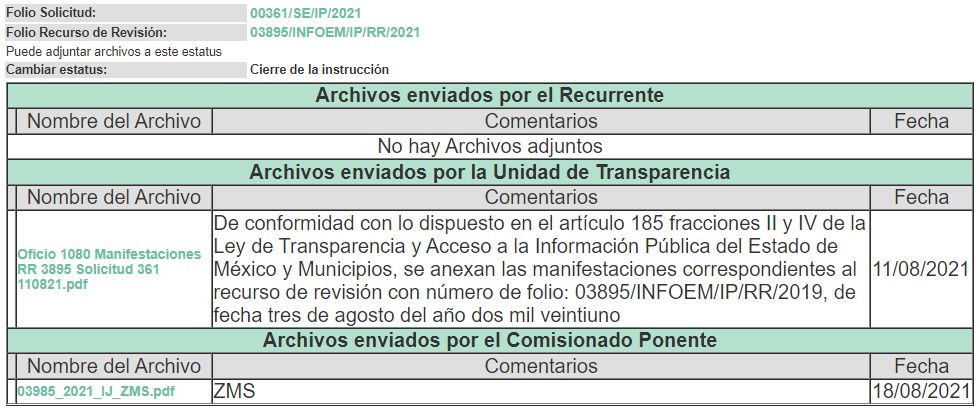 Folio Solicitud: 00361/SE/IP/2021
Folio Recurso de Revisión: 03895/INFOEM/IP/RR/2021
Puede adjuntar archivos a este estatus
Cambiar estatus: Cierre de la instrucción
Archivos enviados por el Recurrente
Nombre del Archivo Comentarios Fecha
No hay Archivos adjuntos
Archivos enviados por la Unidad de Transparencia
Nombre del Archivo Comentarios Fecha
Oficio 1080 Manifestaciones
RR 3895 Solicitud 361
110821.pdf
De conformidad con lo dispuesto en el artículo 185 fracciones II y IV de la
Ley de Transparencia y Acceso a la Información Pública del Estado de
México y Municipios, se anexan las manifestaciones correspondientes al
recurso de revisión con número de folio: 03895/INFOEM/IP/RR/2019, de
fecha tres de agosto del año dos mil veintiuno
11/08/2021
Archivos enviados por el Comisionado Ponente
Nombre del Archivo Comentarios Fecha
03985_2021_IJ_ZMS.pdf ZMS 18/08/2021